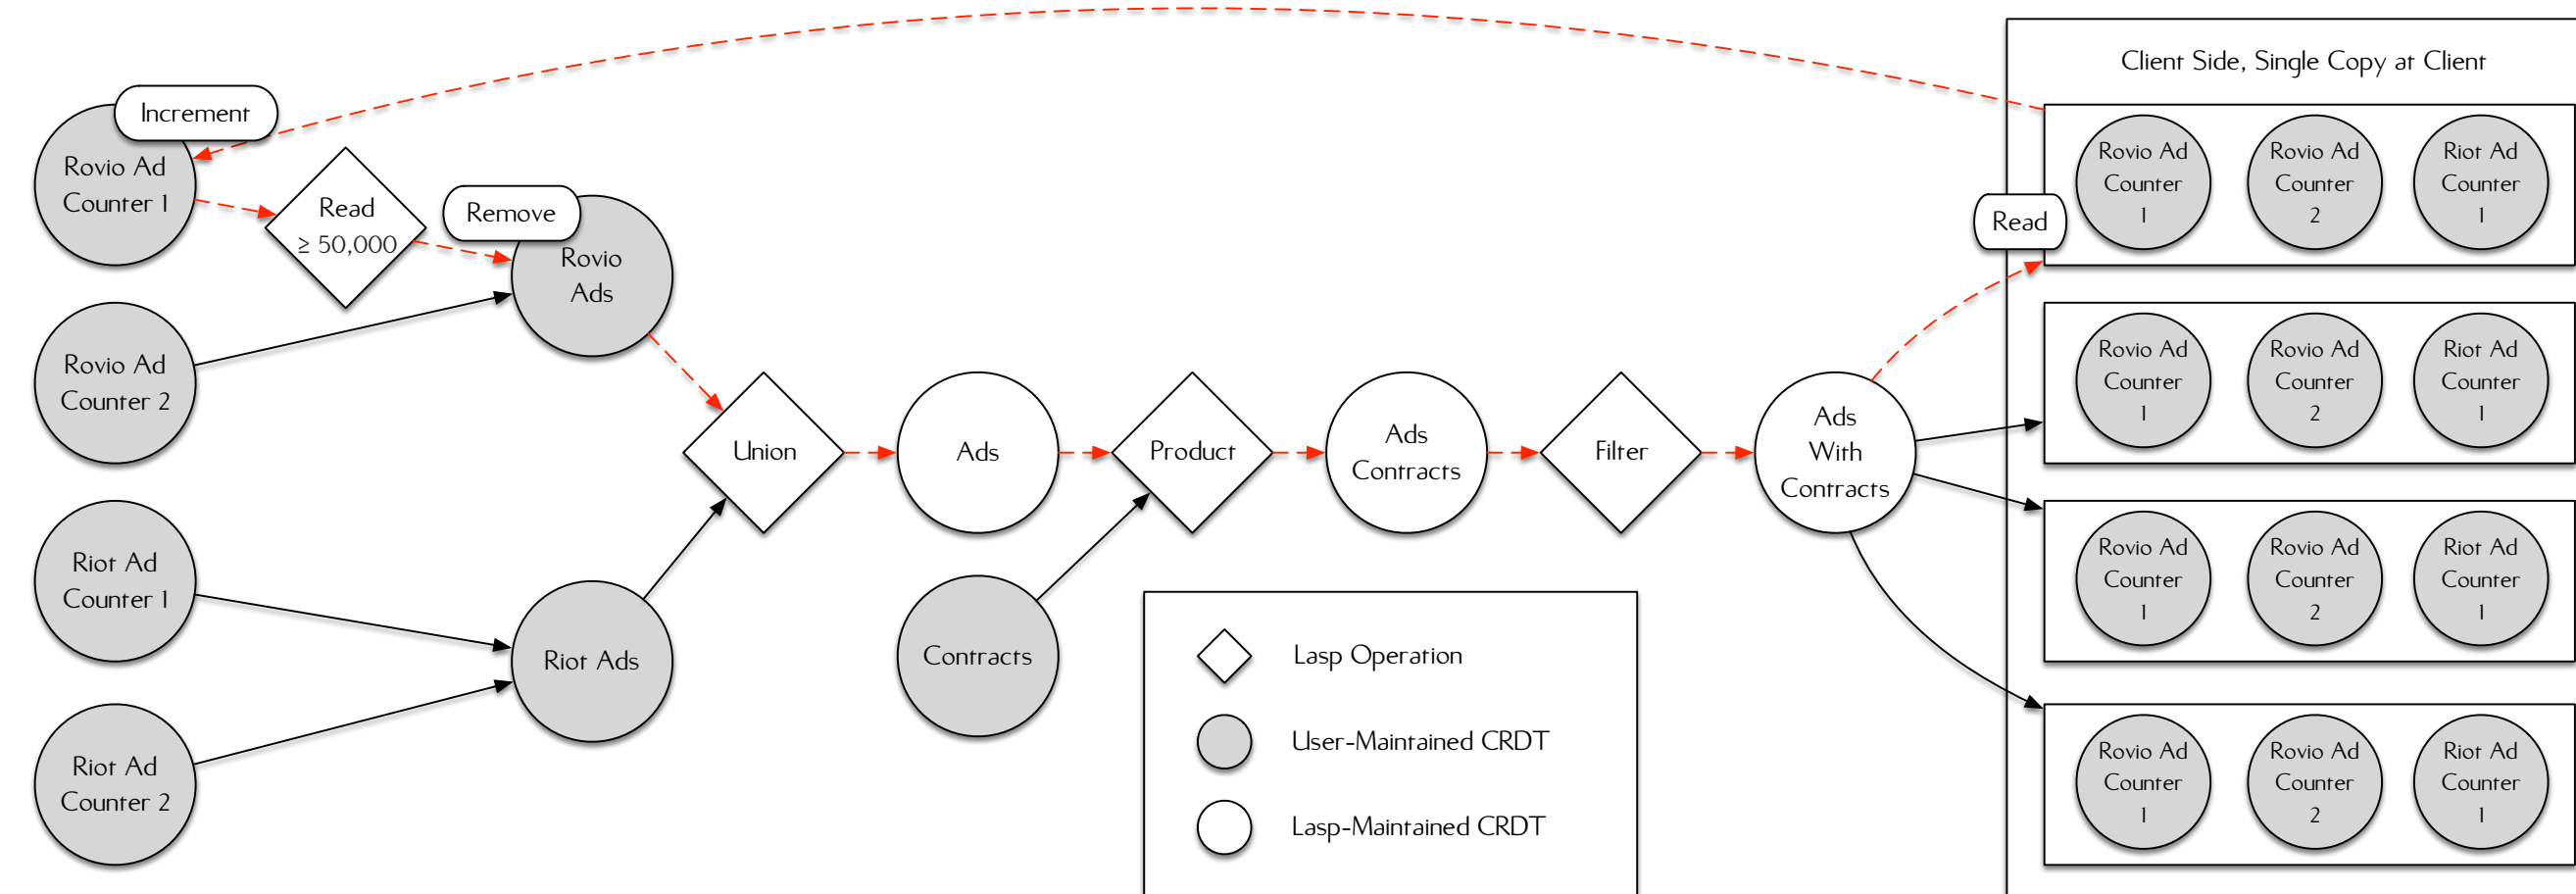 Client Side, Single Copy at Client
Increment
Rovio Ad
Counter 1
Read
≥ 50,000
Remove
Rovio
Ads
Rovio Ad
Counter 2
Riot Ad
Counter 1
Riot Ad
Counter 2
Riot Ads
Union
Ads
Contracts
Product
Ads
Contracts
Filter
Ads
With
Contracts
Read
Rovio Ad
Counter
1
Rovio Ad
Counter
2
Riot Ad
Counter
1
Rovio Ad
Counter
1
Rovio Ad
Counter
2
Riot Ad
Counter
1
Rovio Ad
Counter
1
Rovio Ad
Counter
2
Riot Ad
Counter
1
Rovio Ad
Counter
1
Rovio Ad
Counter
2
Riot Ad
Counter
1
Lasp Operation
User-Maintained CRDT
Lasp-Maintained CRDT